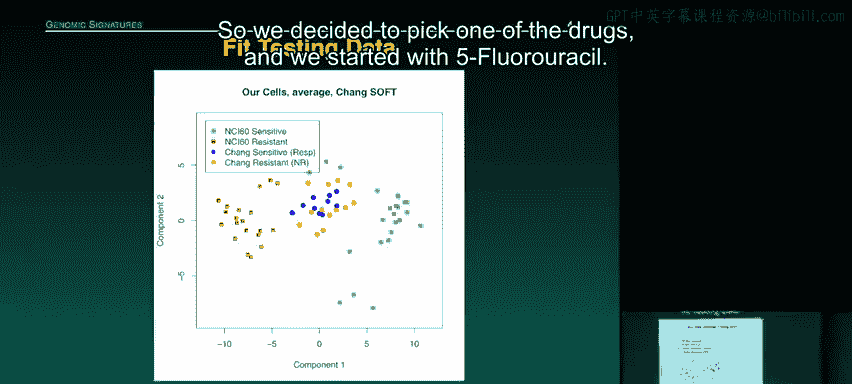 GENOMIC SIGNATURES
GPT中英字幕课程资源@bilibili.com
Fit Testing Data
So we decided to pick one of the drugs,
and we started with 5-Fluorouracil.
Our Cells, average, Chang SOFT
NCI60 Sensitive
NCI60 Resistant
Chang Sensitive (Resp)
Chang Resistant (NR)
Component 2
5
0
−5
−10
−5
0
5
10
Component 1